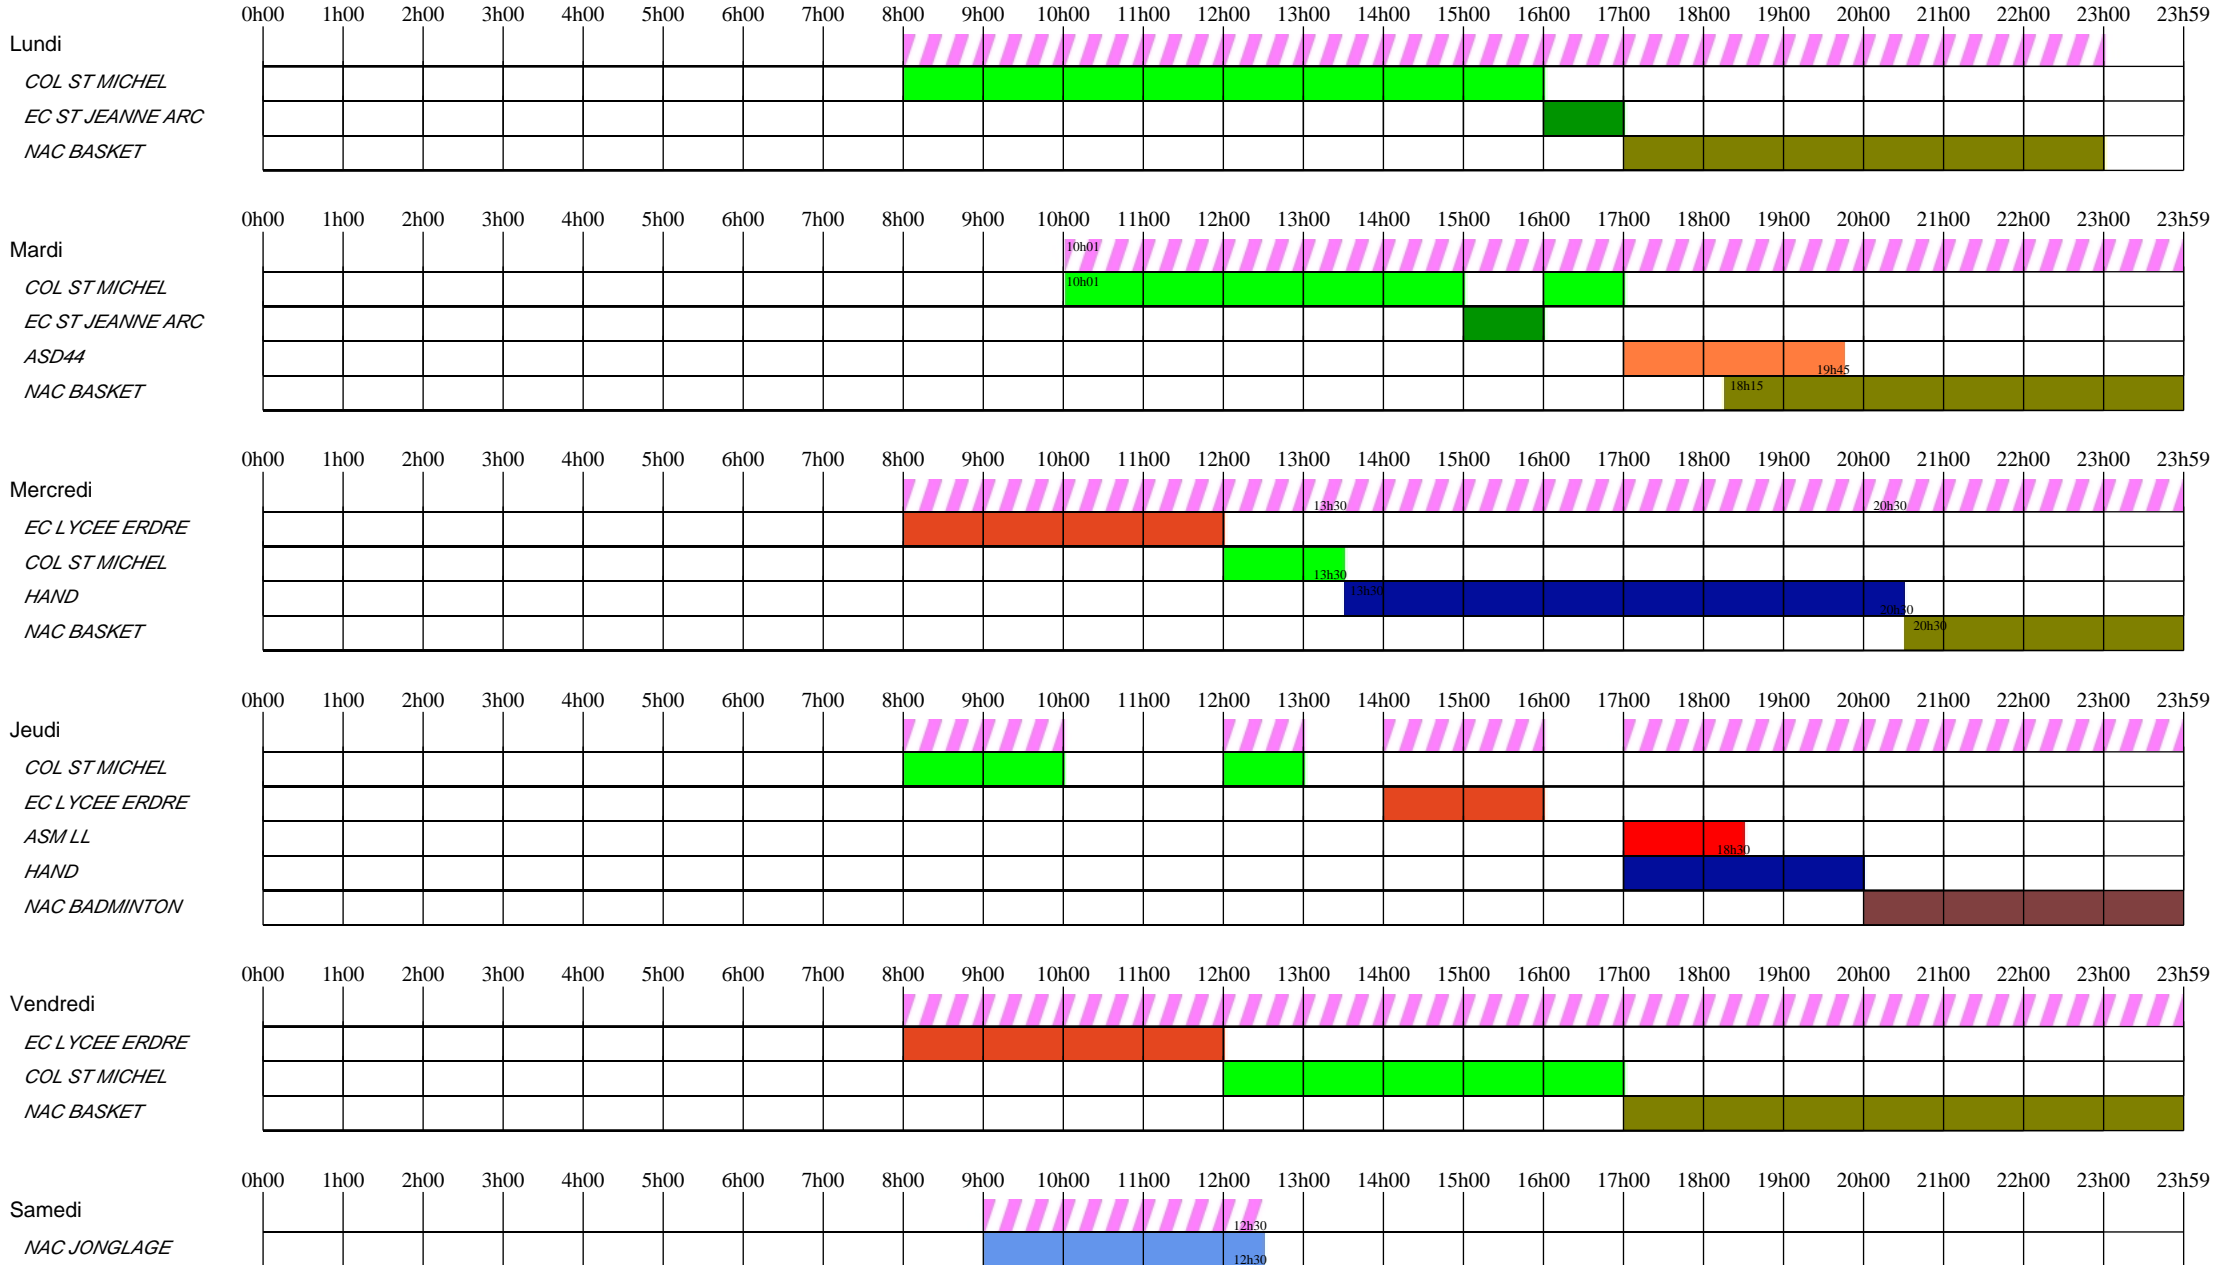 0h00 1h00 2h00 3h00 4h00 5h00 6h00 7h00 8h00 9h00 10h00 11h00 12h00 13h00 14h00 15h00 16h00 17h00 18h00 19h00 20h00 21h00 22h00 23h00 23h59
Lundi
COL ST MICHEL
EC ST JEANNE ARC
NAC BASKET
0h00 1h00 2h00 3h00 4h00 5h00 6h00 7h00 8h00 9h00 10h00 11h00 12h00 13h00 14h00 15h00 16h00 17h00 18h00 19h00 20h00 21h00 22h00 23h00 23h59
Mardi 10h01
COL ST MICHEL 10h01
EC ST JEANNE ARC
ASD44 19h45
NAC BASKET 18h15
0h00 1h00 2h00 3h00 4h00 5h00 6h00 7h00 8h00 9h00 10h00 11h00 12h00 13h00 14h00 15h00 16h00 17h00 18h00 19h00 20h00 21h00 22h00 23h00 23h59
Mercredi 13h30 20h30
EC LYCEE ERDRE
COL ST MICHEL 13h30
HAND 13h30 20h30
NAC BASKET 20h30
0h00 1h00 2h00 3h00 4h00 5h00 6h00 7h00 8h00 9h00 10h00 11h00 12h00 13h00 14h00 15h00 16h00 17h00 18h00 19h00 20h00 21h00 22h00 23h00 23h59
Jeudi
COL ST MICHEL
EC LYCEE ERDRE
ASM LL 18h30
HAND
NAC BADMINTON
0h00 1h00 2h00 3h00 4h00 5h00 6h00 7h00 8h00 9h00 10h00 11h00 12h00 13h00 14h00 15h00 16h00 17h00 18h00 19h00 20h00 21h00 22h00 23h00 23h59
Vendredi
EC LYCEE ERDRE
COL ST MICHEL
NAC BASKET
0h00 1h00 2h00 3h00 4h00 5h00 6h00 7h00 8h00 9h00 10h00 11h00 12h00 13h00 14h00 15h00 16h00 17h00 18h00 19h00 20h00 21h00 22h00 23h00 23h59
Samedi 12h30
NAC JONGLAGE 12h30